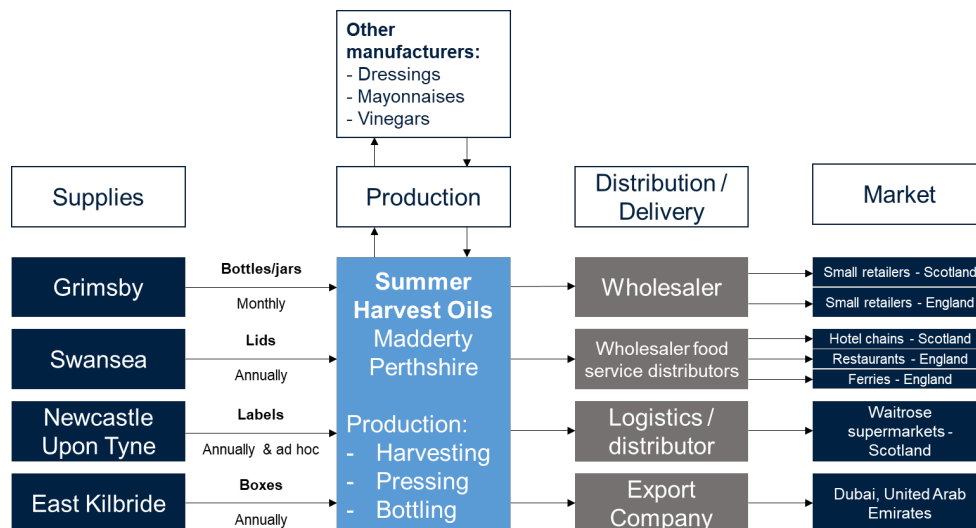 Other
manufacturers:
- Dressings
- Mayonnaises
- Vinegars
Supplies
Production
Distribution /
Delivery
Market
Grimsby
Bottles/jars
Monthly
Swansea
Lids
Annually
Newcastle
Upon Tyne
Labels
Annually & ad hoc
East Kilbride
Boxes
Annually
Summer
Harvest Oils
Madderty
Perthshire
Production:
- Harvesting
- Pressing
- Bottling
Wholesaler
Wholesaler food
service distributors
Logistics /
distributor
Export
Company
Small retailers - Scotland
Small retailers - England
Hotel chains - Scotland
Restaurants - England
Ferries - England
Waitrose
supermarkets -
Scotland
Dubai, United Arab
Emirates